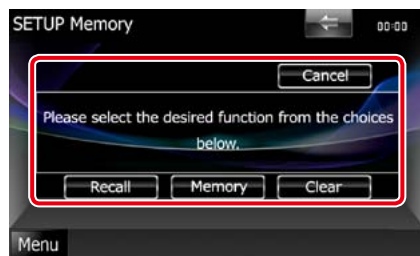 SETUP Memory
00:00
Cancel
Please select the desired function from the choices
below.
Recall Memory Clear
Menu